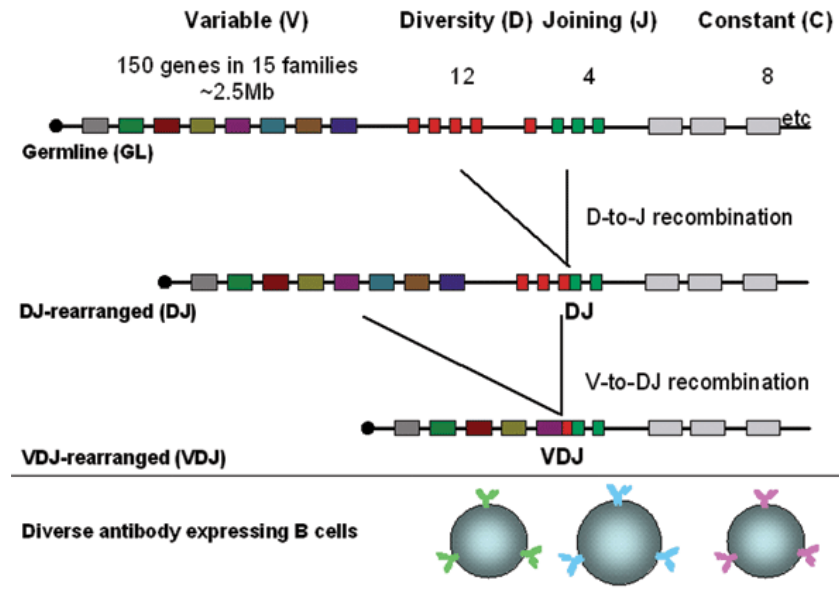 Variable (V) Diversity (D) Joining (J) Constant (C)
150 genes in 15 families 12 4 8
~2.5Mb
etc
Germline (GL)
D-to-J recombination
DJ-rearranged (DJ) DJ
V-to-DJ recombination
VDJ-rearranged (VDJ) VDJ
Diverse antibody expressing B cells